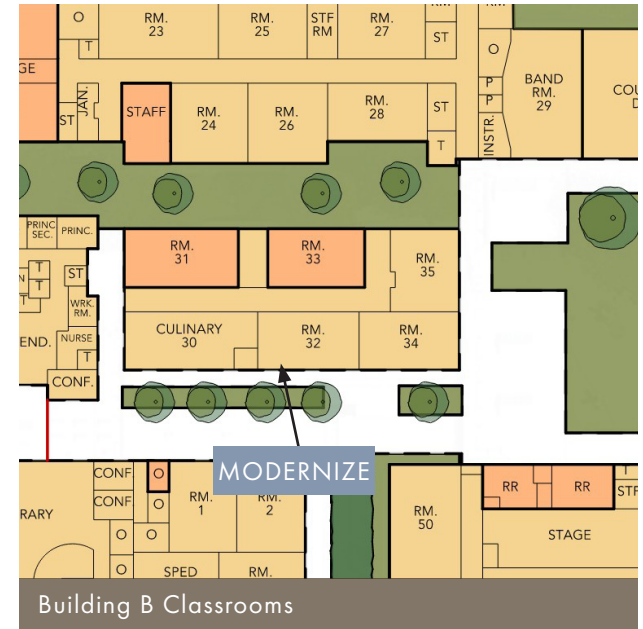 RM.
23
RM.
25
STF
RM
RM.
27
ST
O
T
O
GE
P
P
BAND
RM.
29
COU
D
INSTR.
JAN.
ST
STAFF
RM.
24
RM.
26
RM.
28
ST
T
PRINC
SEC.
PRINC.
RM.
31
RM.
33
RM.
35
T
N
T
T
ST
WRK.
RM.
CULINARY
30
RM.
32
RM.
34
END.
NURSE
T
CONF.
MODERNIZE
CONF.
O
CONF.
O
RM.
1
RM.
2
RARY
O
O
O
SPED
RM.
RM.
50
RR
RR
T
STF
STAGE
Building B Classrooms